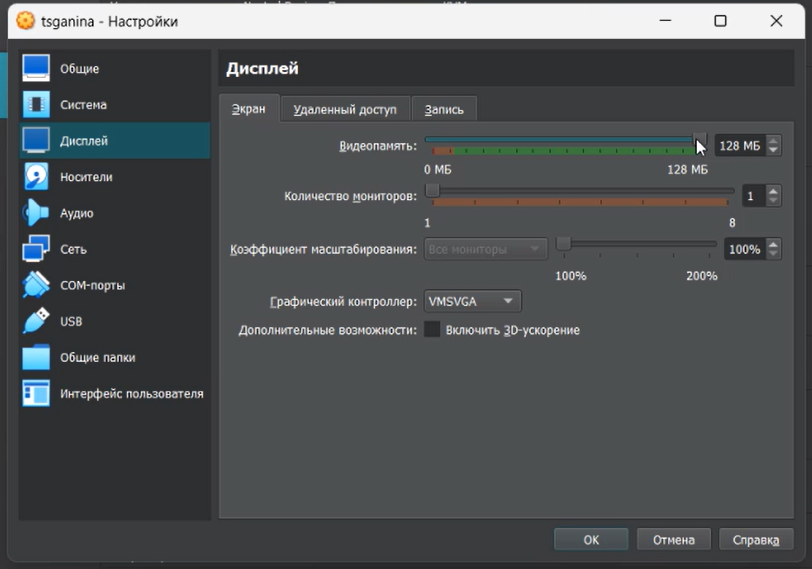 tsganina - Настройки
Общие
Система
Дисплей
Носители
Аудио
Сеть
COM-порты
USB
Общие папки
Интерфейс пользователя
Дисплей
Экран
Удаленный доступ
Запись
Видеопамять:
128 МБ
0 МБ
128 МБ
Количество мониторов:
1
1
8
Коэффициент масштабирования:
Все мониторы
100%
100%
200%
Графический контроллер:
VMSVGA
Дополнительные возможности:
Включить 3D-ускорение
OK
Отмена
Справка